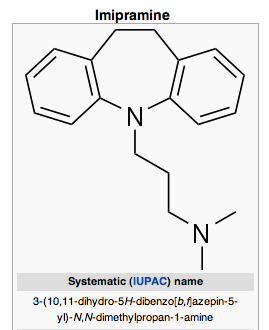 Imipramine
N
N
Systematic (IUPAC) name
3-(10,11-dihydro-5H-dibenzo[b,f]azepin-5-
yl)-N,N-dimethylpropan-1-amine